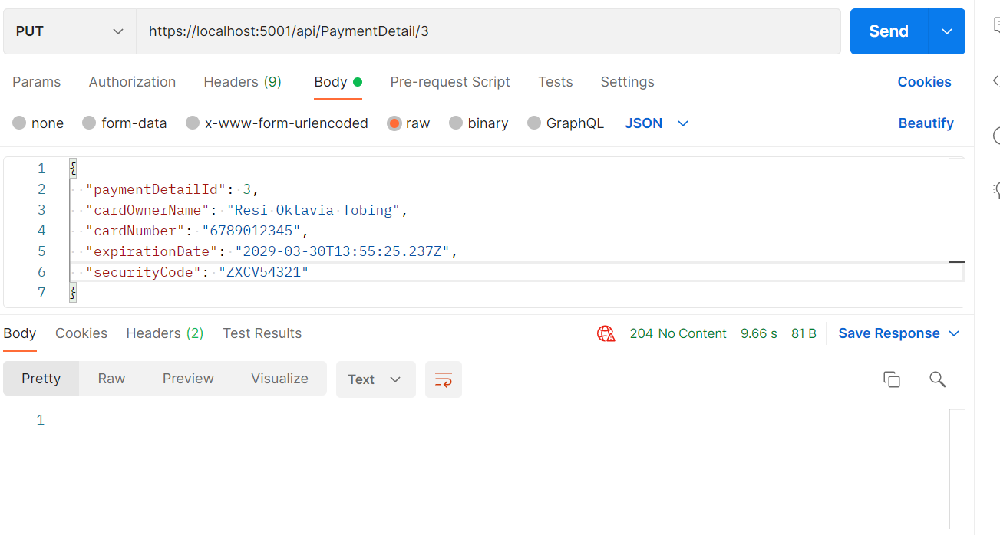 PUT https://localhost:5001/api/PaymentDetail/3 Send
Params Authorization Headers (9) Body Pre-request Script Tests Settings Cookies
none form-data x-www-form-urlencoded raw binary GraphQL JSON Beautify
1 {
2 "paymentDetailId": 3,
3 "cardOwnerName": "Resi Oktavia Tobing",
4 "cardNumber": "6789012345",
5 "expirationDate": "2029-03-30T13:55:25.237Z",
6 "securityCode": "ZXCV54321"
7 }
Body Cookies Headers (2) Test Results 204 No Content 9.66 s 81 B Save Response
Pretty Raw Preview Visualize Text
1